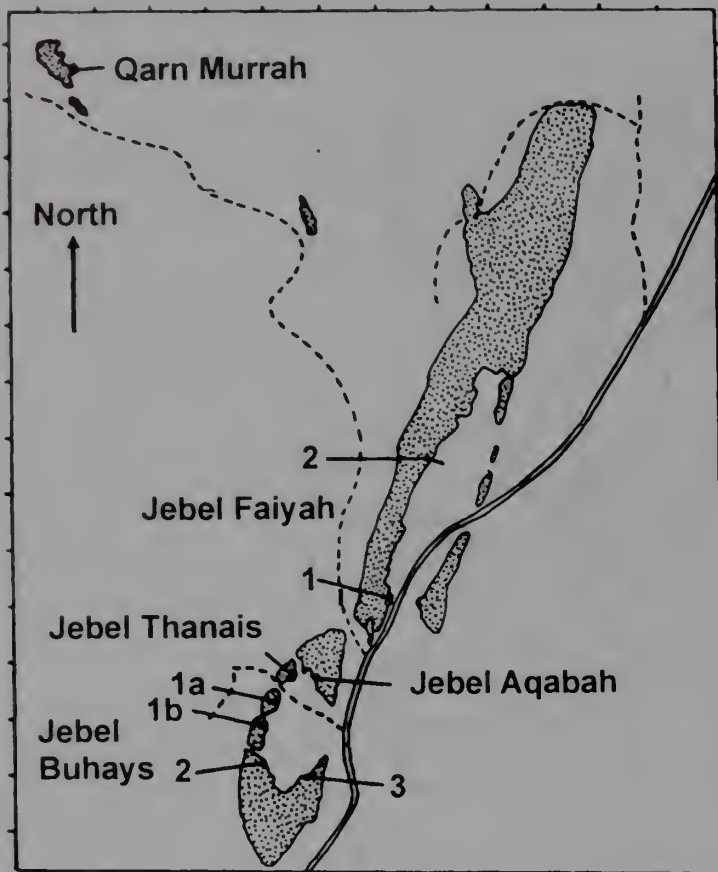 Qarn Murrah
North
2
Jebel Faiyah
1
Jebel Thanais
1a
Jebel Aqabah
1b
Jebel
Buhays
2
3